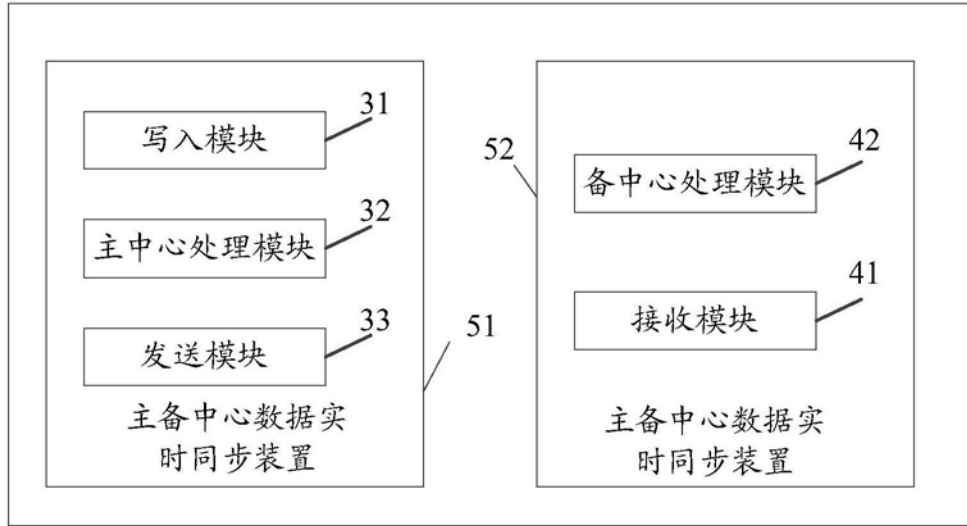 31
写入模块
32
主中心处理模块
33
发送模块
51
主备中心数据实
时同步装置
52
42
备中心处理模块
41
接收模块
主备中心数据实
时同步装置